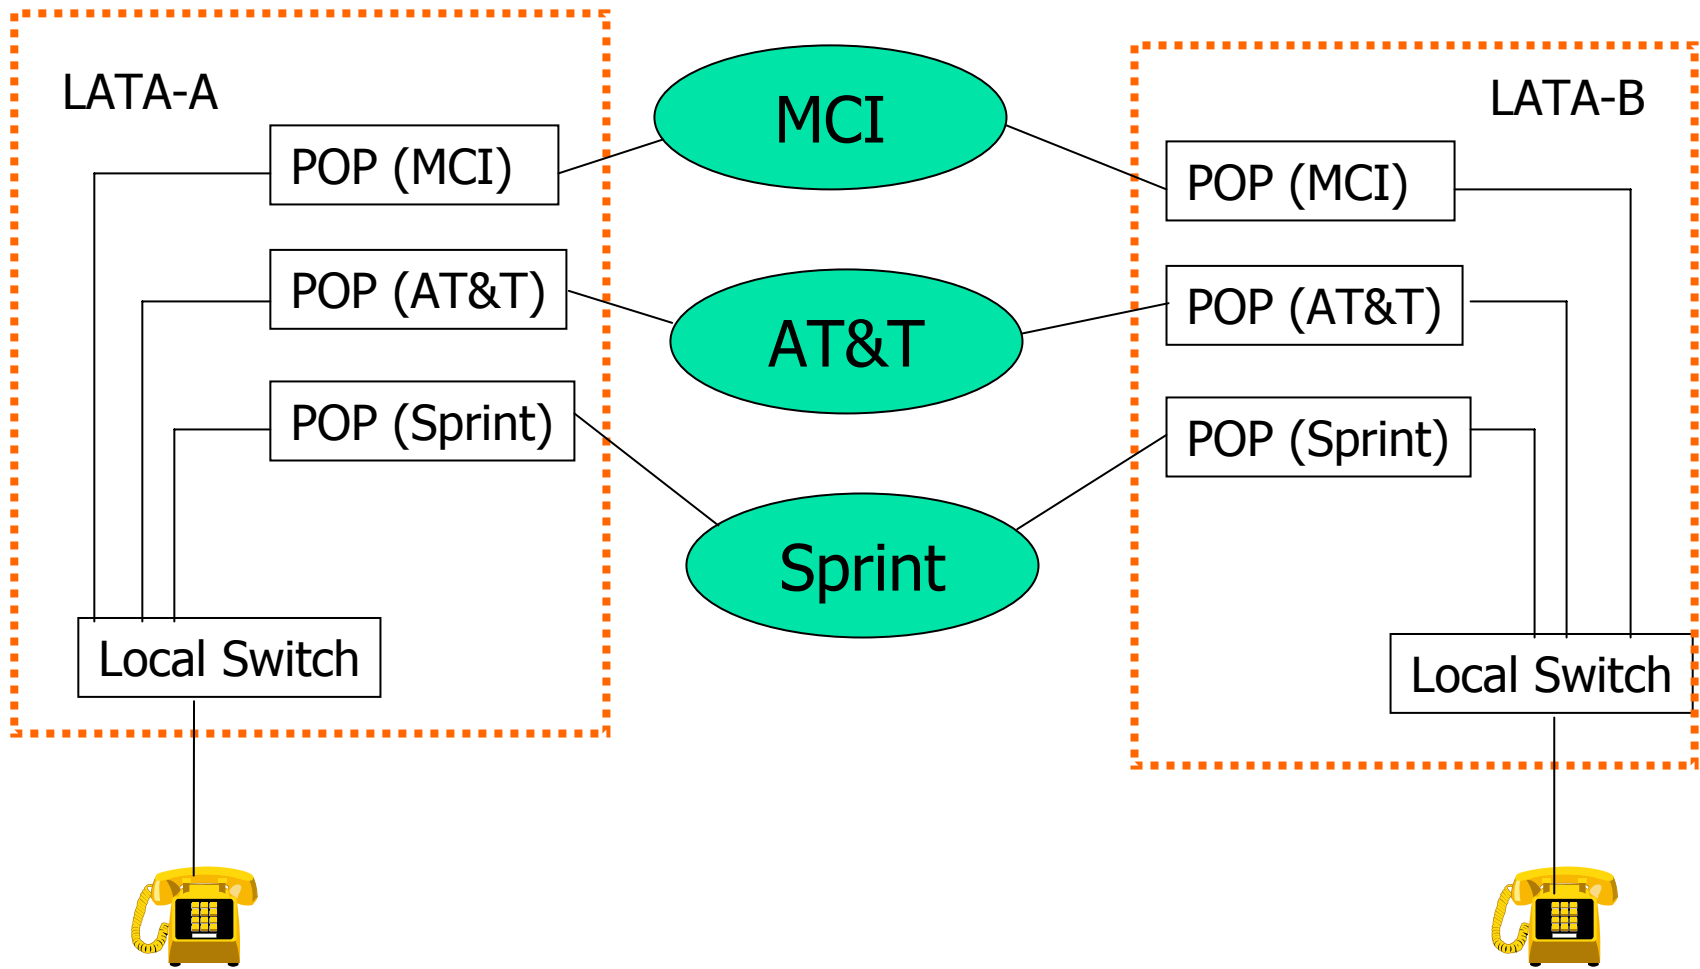 LATA-A
POP (MCI)
POP (AT&T)
POP (Sprint)
Local Switch
MCI
AT&T
Sprint
LATA-B
POP (MCI)
POP (AT&T)
POP (Sprint)
Local Switch